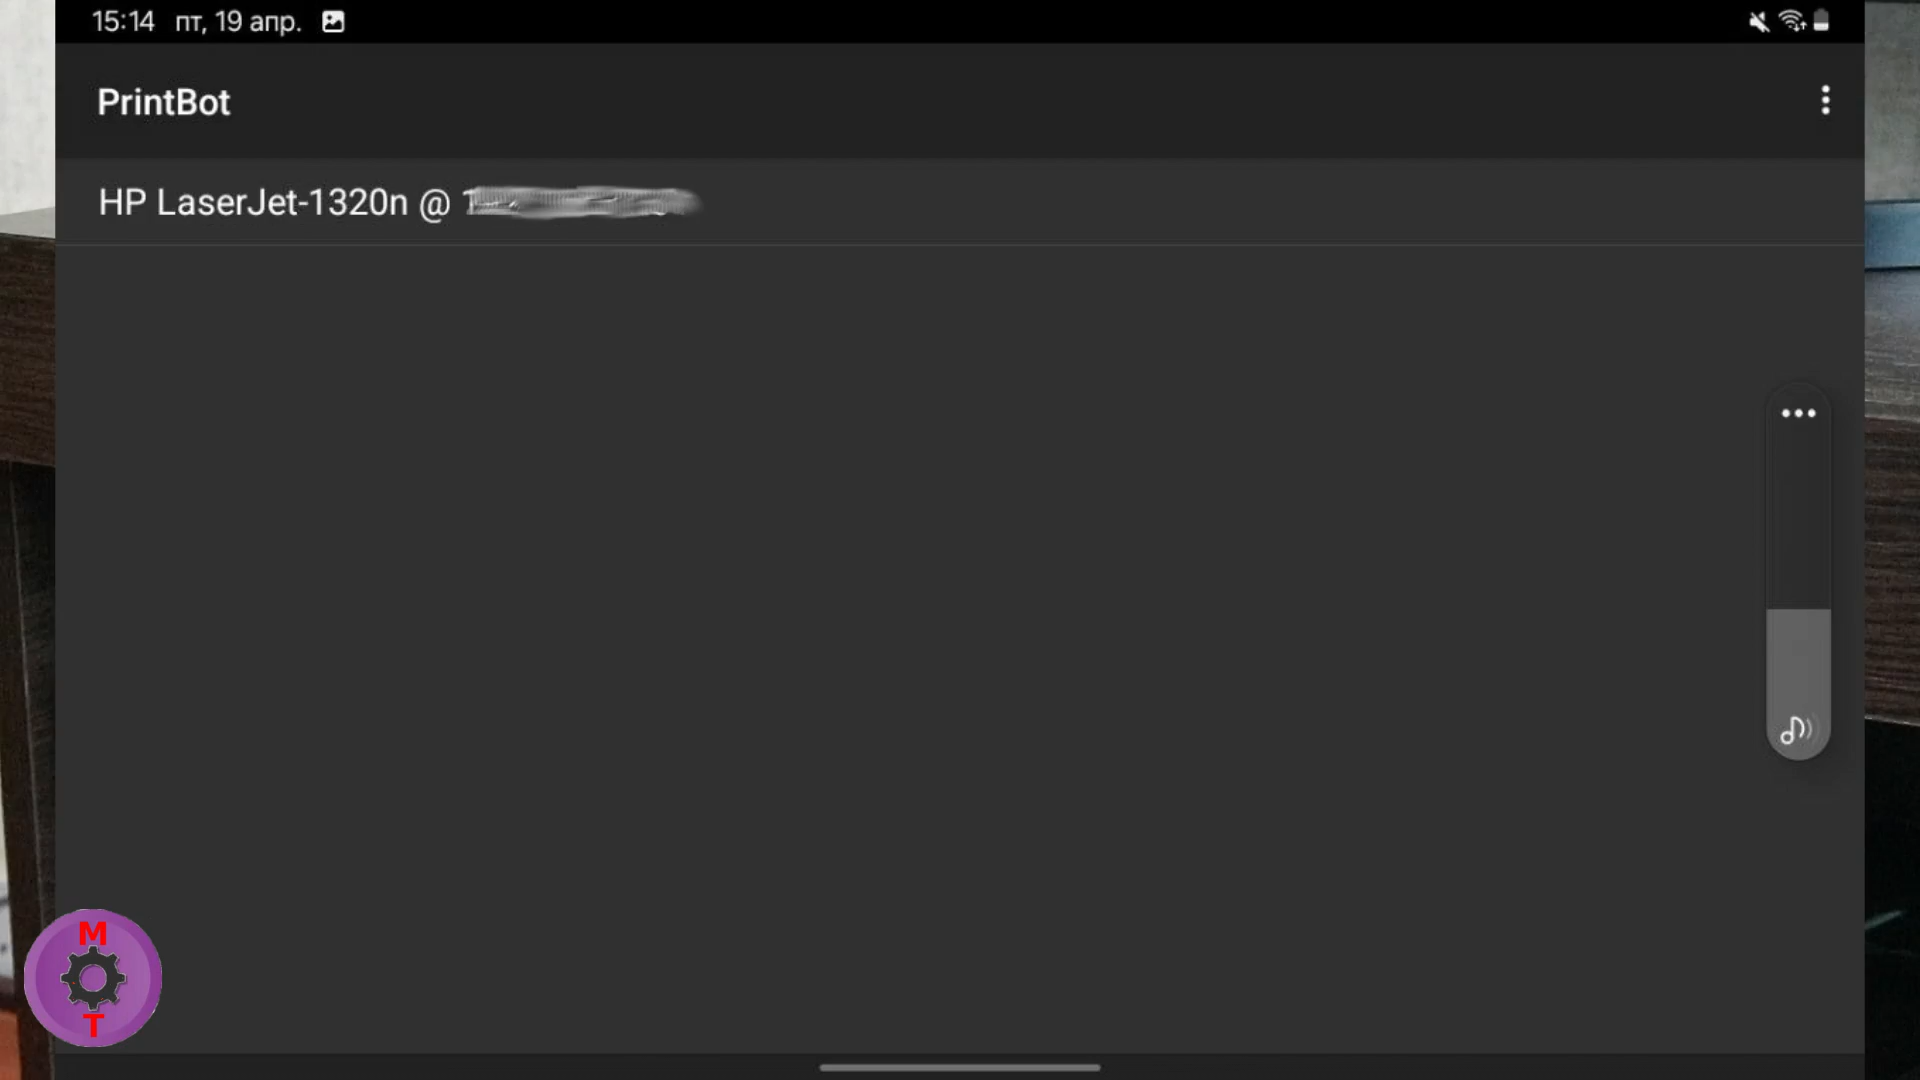 15:14 пт, 19 апр.
PrintBot
HP LaserJet-1320n @
M
T